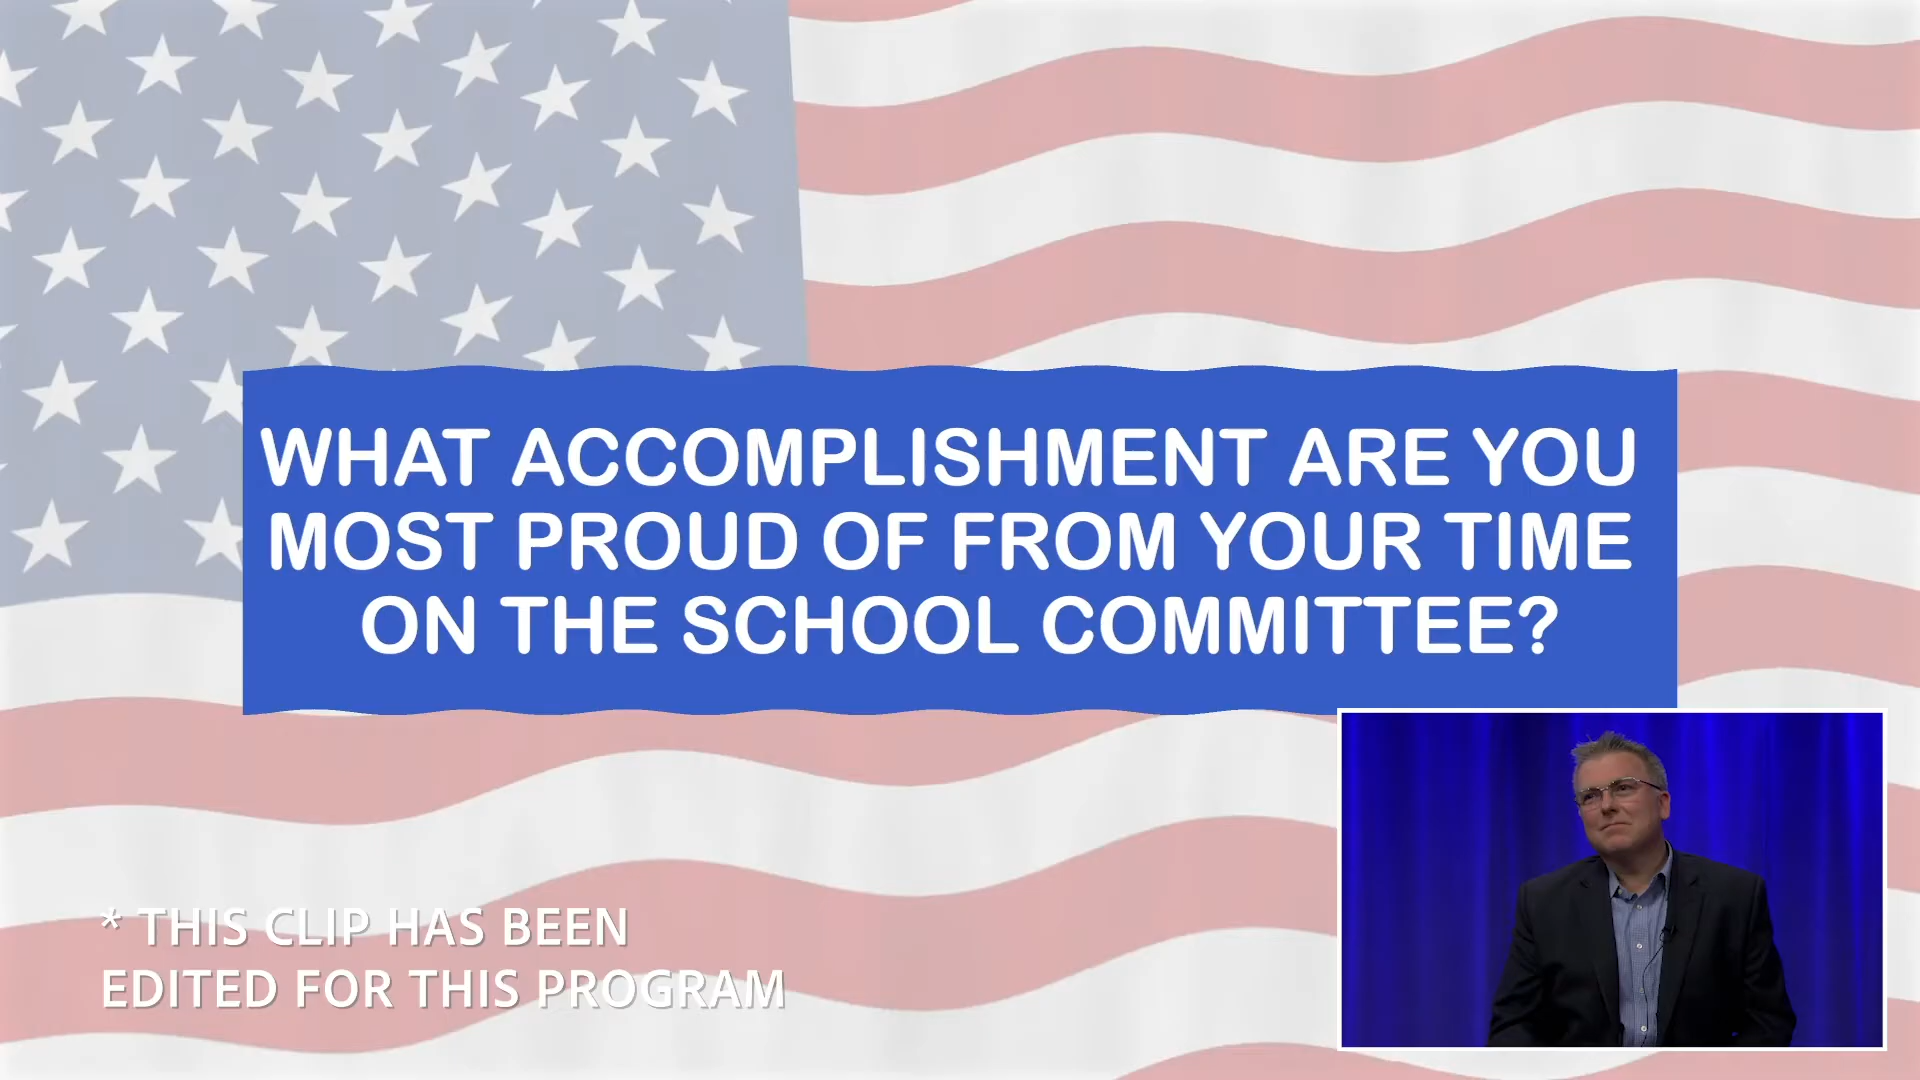 WHAT ACCOMPLISHMENT ARE YOU
MOST PROUD OF FROM YOUR TIME
ON THE SCHOOL COMMITTEE?
* THIS CLIP HAS BEEN
EDITED FOR THIS PROGRAM